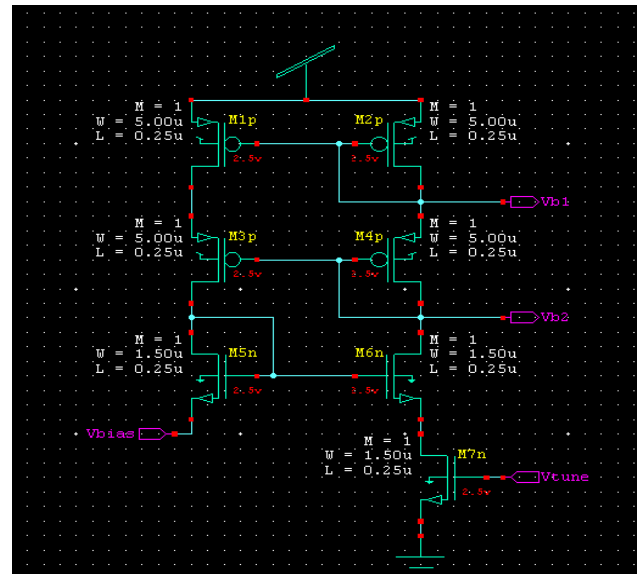 M = 1
W = 5.00u
L = 0.25u
M1p
2.5v
M2p
2.5v
M = 1
W = 5.00u
L = 0.25u
Vb1
M = 1
W = 5.00u
L = 0.25u
M3p
2.5v
M4p
2.5v
M = 1
W = 5.00u
L = 0.25u
Vb2
M = 1
W = 1.50u
L = 0.25u
M5n
2.5v
M6n
2.5v
M = 1
W = 1.50u
L = 0.25u
Vbias
M = 1
W = 1.50u
L = 0.25u
M7n
2.5v
Vtune